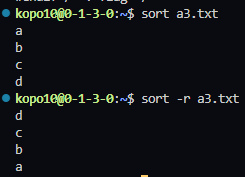 kopo10@0-1-3-0:~$ sort a3.txt
a
b
c
d
kopo10@0-1-3-0:~$ sort -r a3.txt
d
c
b
a